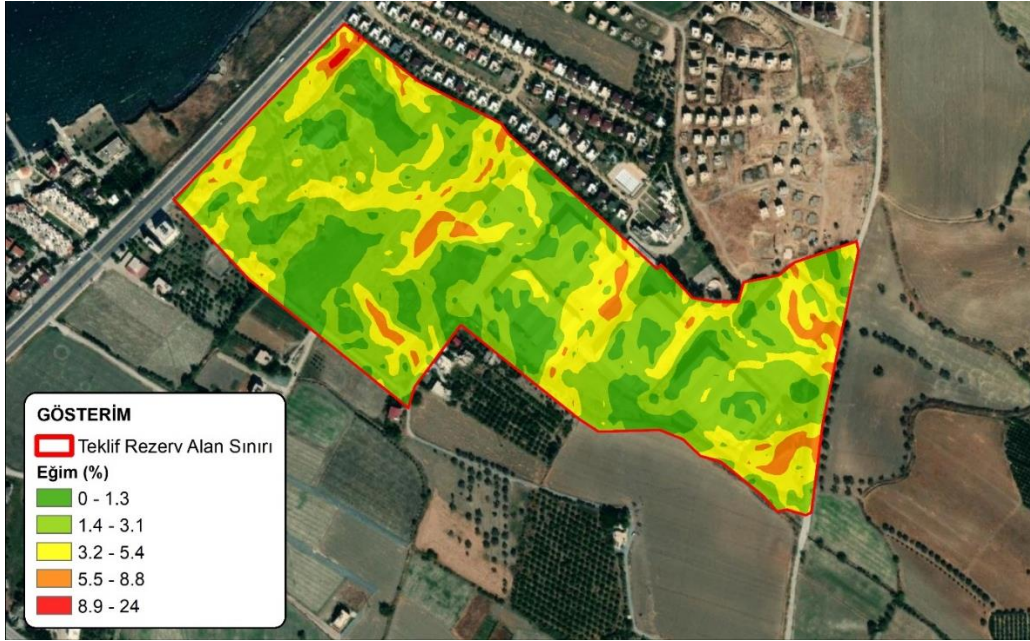 GÖSTERİM
Teklif Rezerv Alan Sınırı
Eğim (%)
0 - 1.3
1.4 - 3.1
3.2 - 5.4
5.5 - 8.8
8.9 - 24